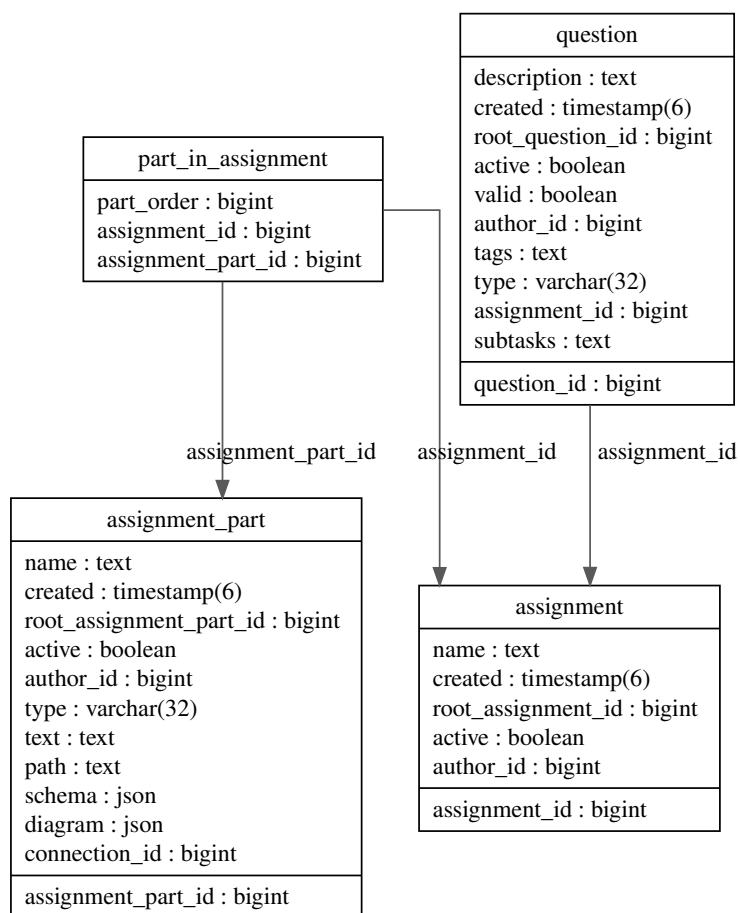 question
description : text
created : timestamp(6)
root_question_id : bigint
active : boolean
valid : boolean
author_id : bigint
tags : text
type : varchar(32)
assignment_id : bigint
subtasks : text
question_id : bigint
part_in_assignment
part_order : bigint
assignment_id : bigint
assignment_part_id : bigint
assignment_part_id
assignment_id
assignment_id
assignment_part
name : text
created : timestamp(6)
root_assignment_part_id : bigint
active : boolean
author_id : bigint
type : varchar(32)
text : text
path : text
schema : json
diagram : json
connection_id : bigint
assignment_part_id : bigint
assignment
name : text
created : timestamp(6)
root_assignment_id : bigint
active : boolean
author_id : bigint
assignment_id : bigint